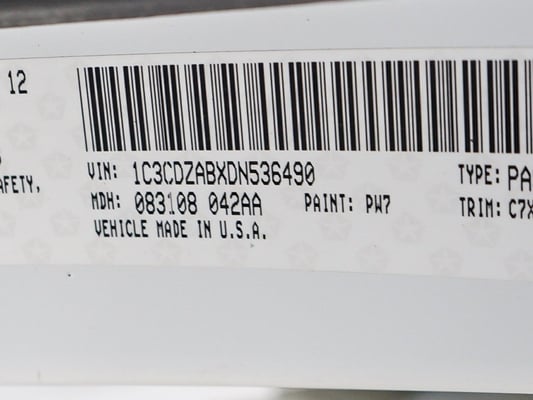 12
AFETY,
VIN: 1C3CDZABXDN536490 TYPE: PA
MDH: 083108 042AA PAINT: PW7 TRIM: C7X
VEHICLE MADE IN U.S.A.